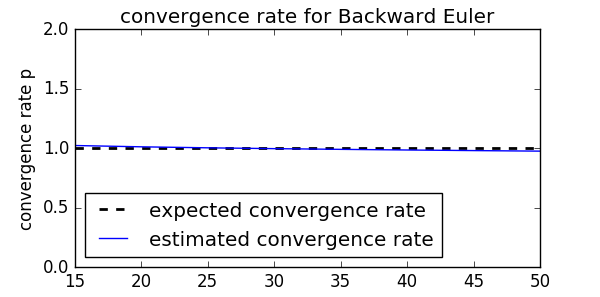 convergence rate for Backward Euler
2.0
1.5
1.0
0.5
0.0
convergence rate p
expected convergence rate
estimated convergence rate
15 20 25 30 35 40 45 50